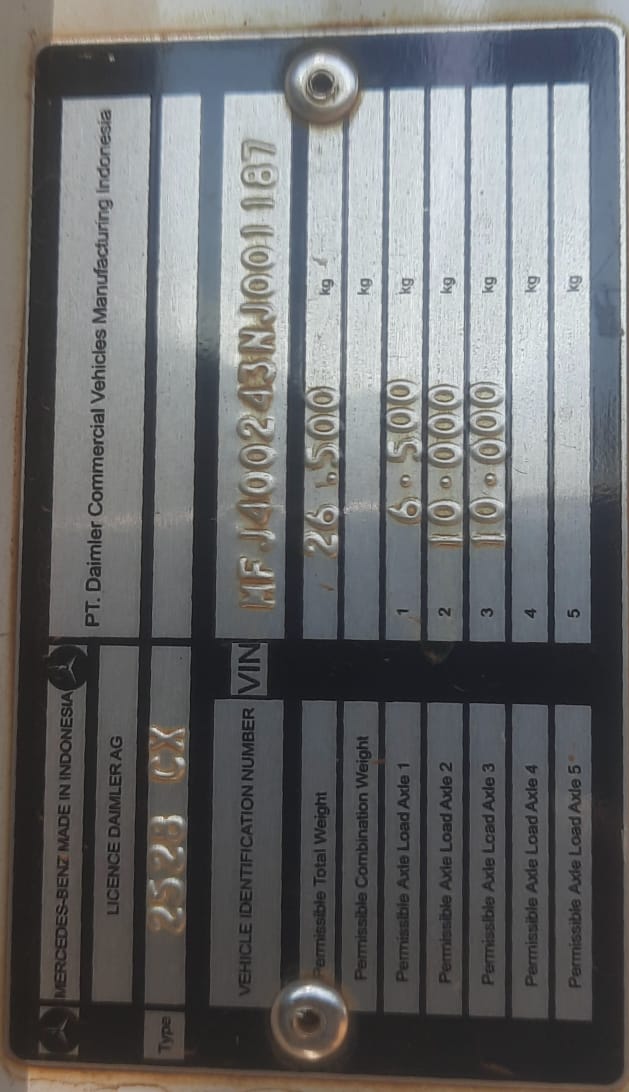 MERCEDES-BENZ MADE IN INDONESIA
LICENCE DAIMLER AG
PT. Daimler Commercial Vehicles Manufacturing Indonesia
Type 2528 CX
VEHICLE IDENTIFICATION NUMBER VIN MFJ400243NJ001187
Permissible Total Weight 26.500 kg
Permissible Combination Weight kg
Permissible Axle Load Axle 1 1 6.500 kg
Permissible Axle Load Axle 2 2 10.000 kg
Permissible Axle Load Axle 3 3 10.000 kg
Permissible Axle Load Axle 4 4 kg
Permissible Axle Load Axle 5 5 kg